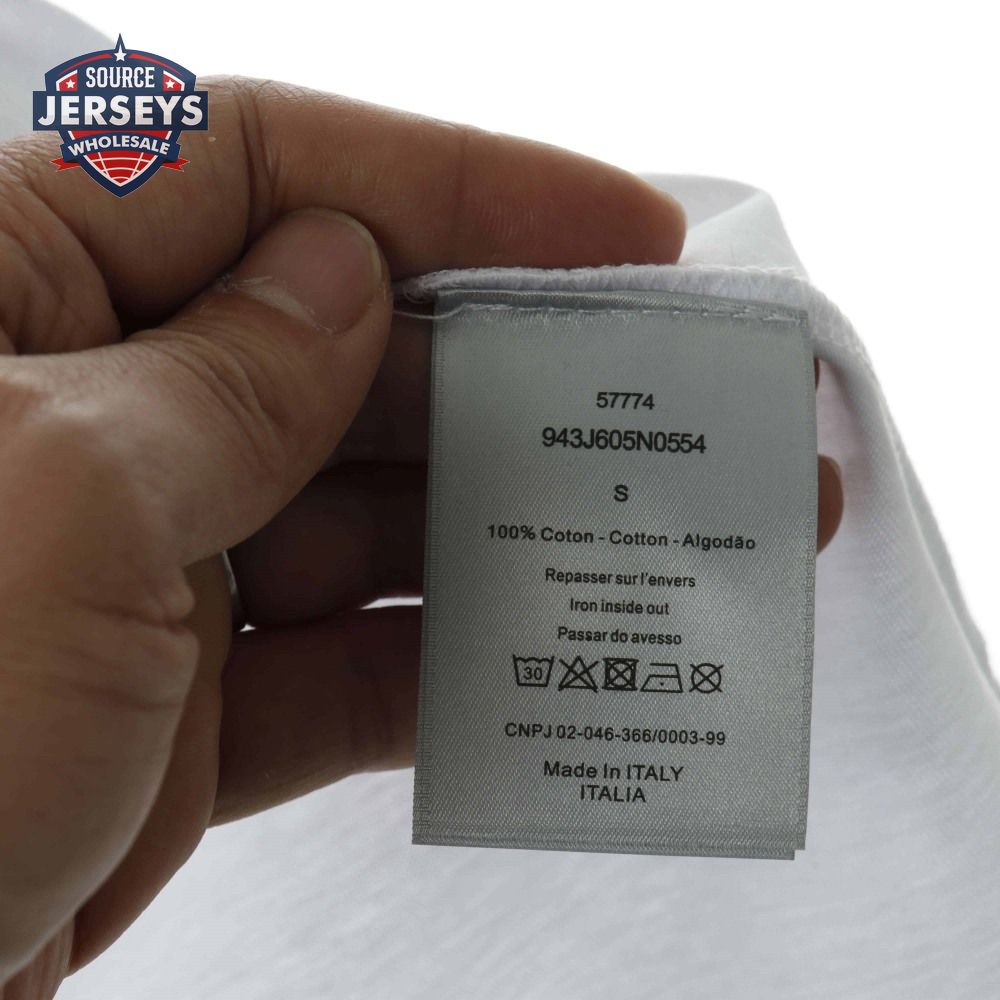 SOURCE
JERSEYS
WHOLESALE
57774
943J605N0554
S
100% Coton - Cotton - Algodão
Repasser sur l'envers
Iron inside out
Passar do avesso
30
CNPJ 02-046-366/0003-99
Made In ITALY
ITALIA